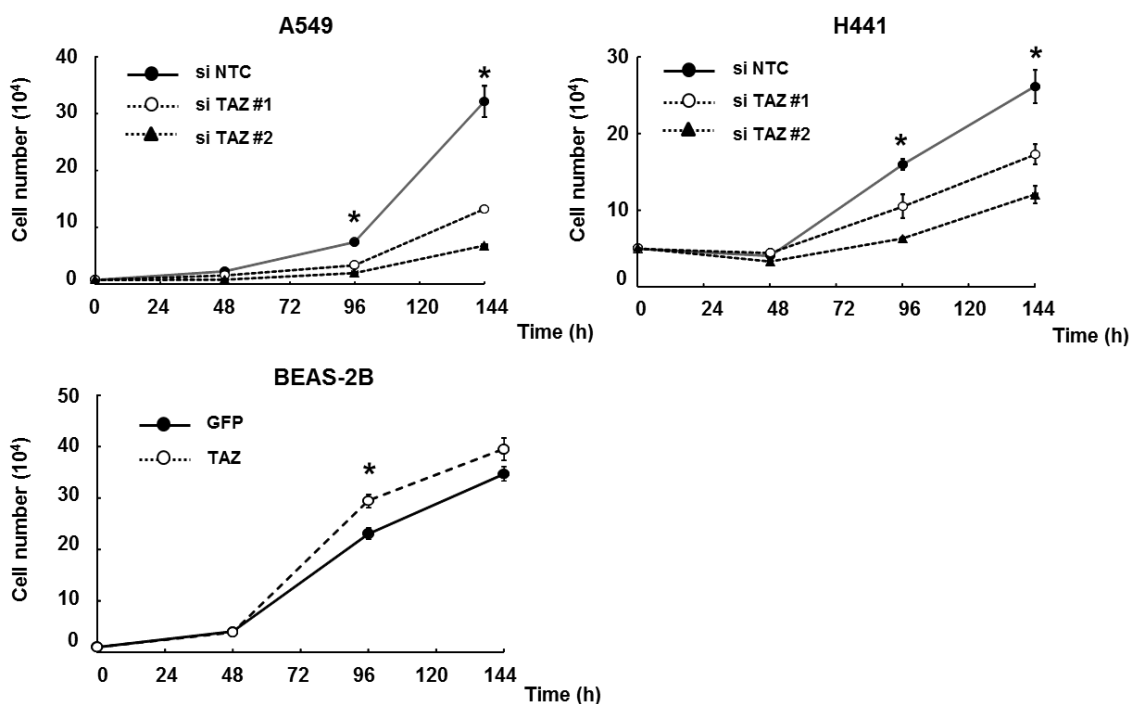 A549
40
30
20
10
0
si NTC
si TAZ #1
si TAZ #2
*
*
Cell number (10⁴)
0 24 48 72 96 120 144
Time (h)
H441
30
20
10
0
si NTC
si TAZ #1
si TAZ #2
*
*
Cell number (10⁴)
0 24 48 72 96 120 144
Time (h)
BEAS-2B
50
40
30
20
10
0
GFP
TAZ
*
Cell number (10⁴)
0 24 48 72 96 120 144
Time (h)